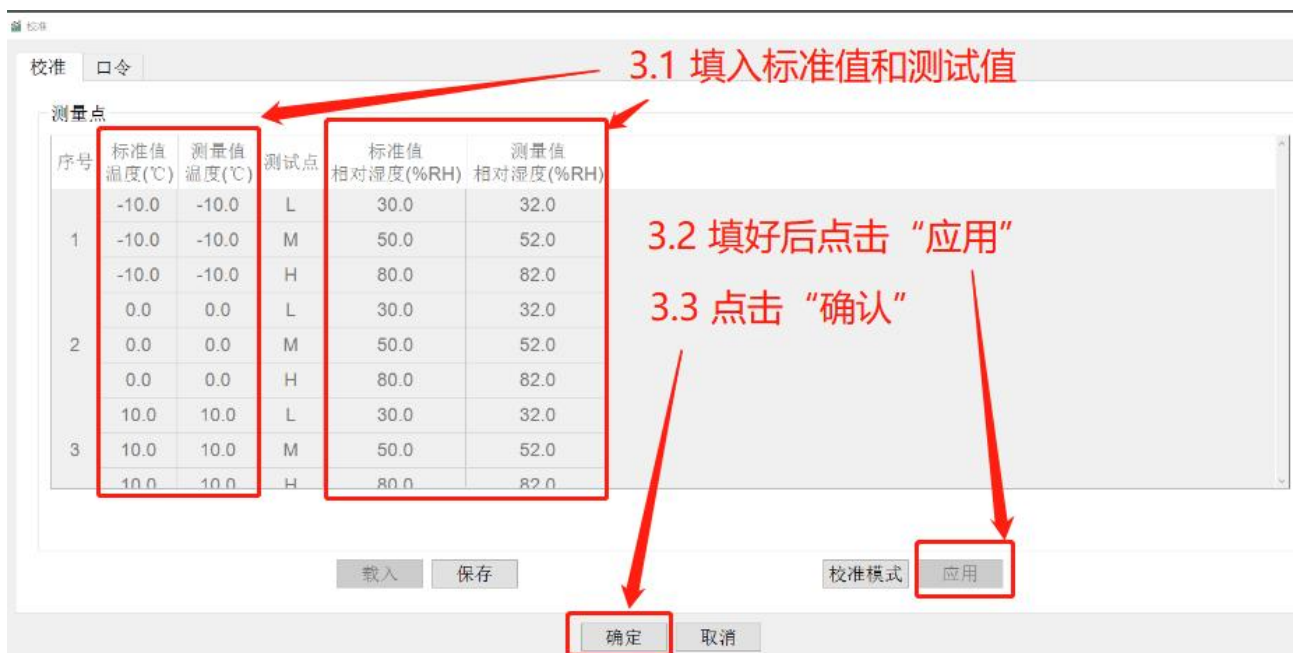 校准
校准 口令
3.1 填入标准值和测试值
测量点
序号 标准值 温度(℃) 测量值 温度(℃) 测试点 标准值 相对湿度(%RH) 测量值 相对湿度(%RH)
-10.0 -10.0 L 30.0 32.0
1 -10.0 -10.0 M 50.0 52.0
-10.0 -10.0 H 80.0 82.0
0.0 0.0 L 30.0 32.0
2 0.0 0.0 M 50.0 52.0
0.0 0.0 H 80.0 82.0
10.0 10.0 L 30.0 32.0
3 10.0 10.0 M 50.0 52.0
10.0 10.0 H 80.0 82.0
3.2 填好后点击“应用”
3.3 点击“确认”
载入 保存 校准模式 应用
确定 取消